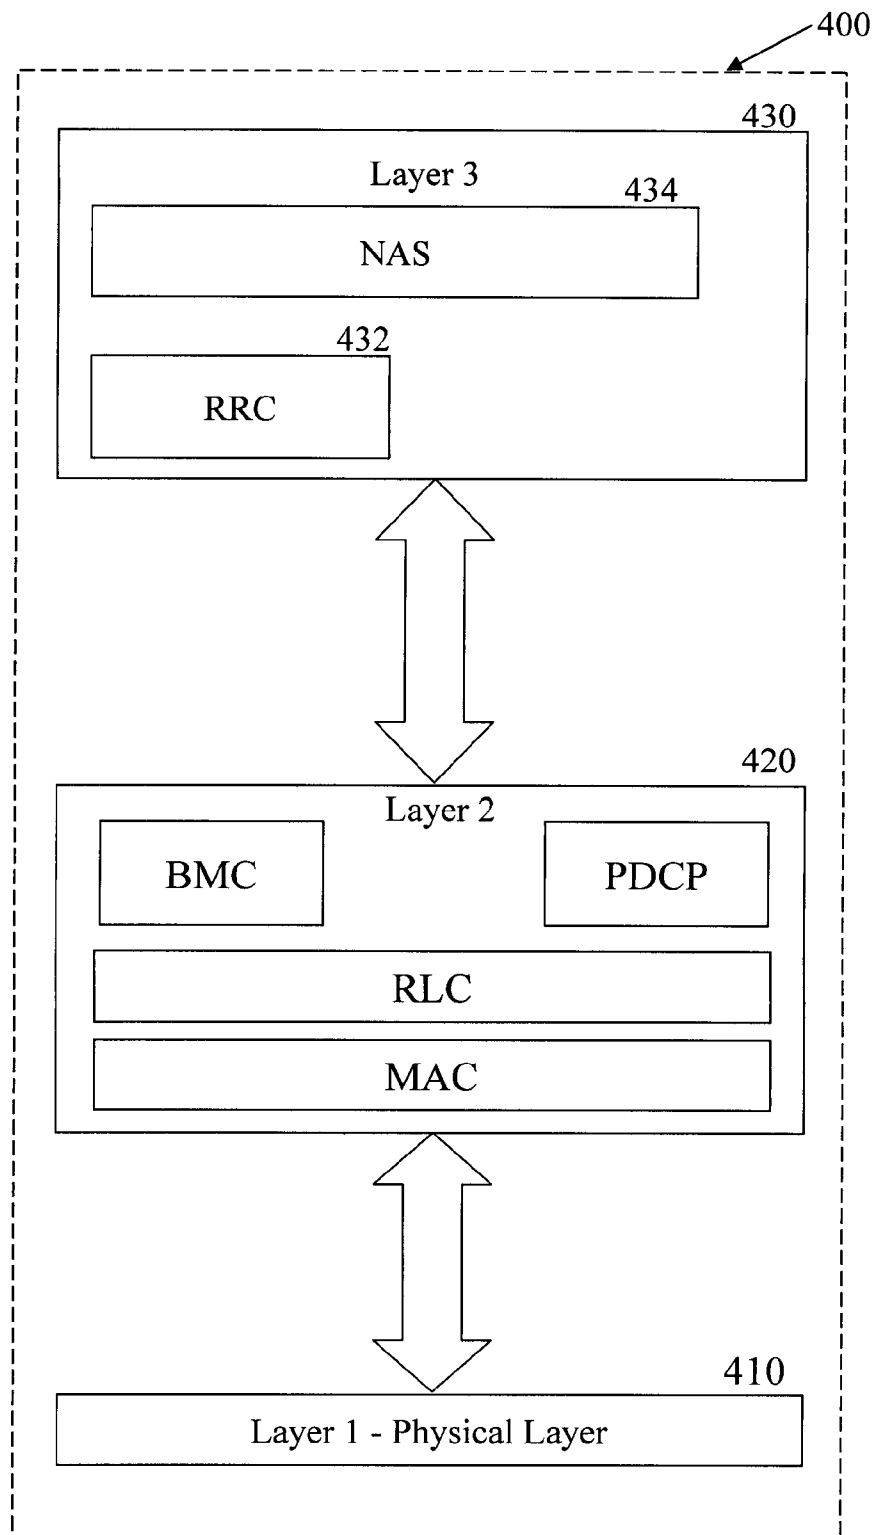 400
430
Layer 3
434
NAS
432
RRC
420
Layer 2
BMC
PDCP
RLC
MAC
410
Layer 1 - Physical Layer